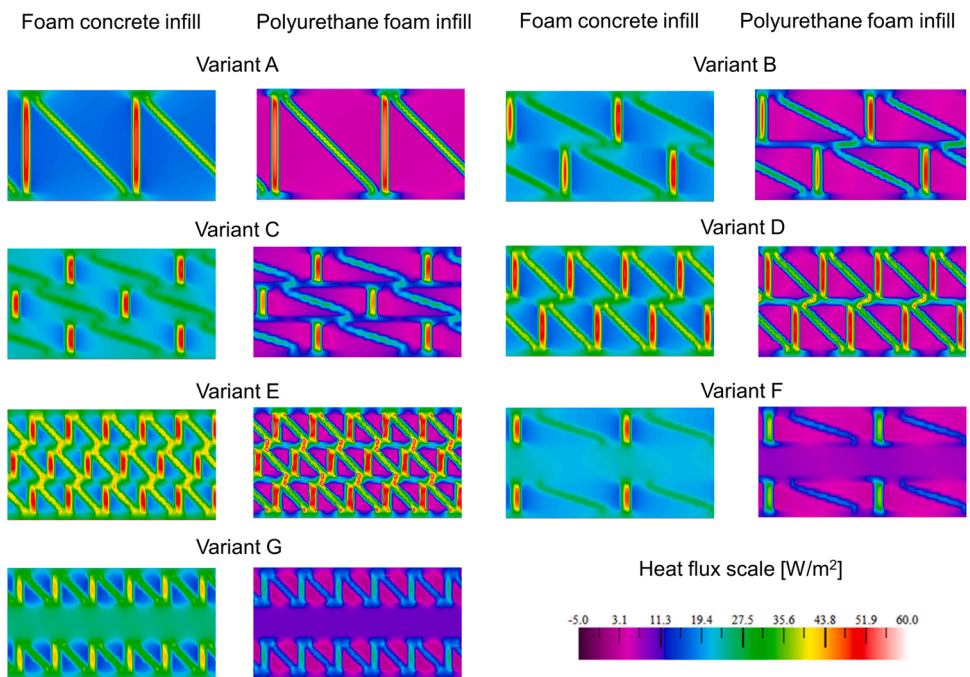 Foam concrete infill Polyurethane foam infill Foam concrete infill Polyurethane foam infill
Variant A Variant B
Variant C Variant D
Variant E Variant F
Variant G
Heat flux scale [W/m²]
-5.0 3.1 11.3 19.4 27.5 35.6 43.8 51.9 60.0